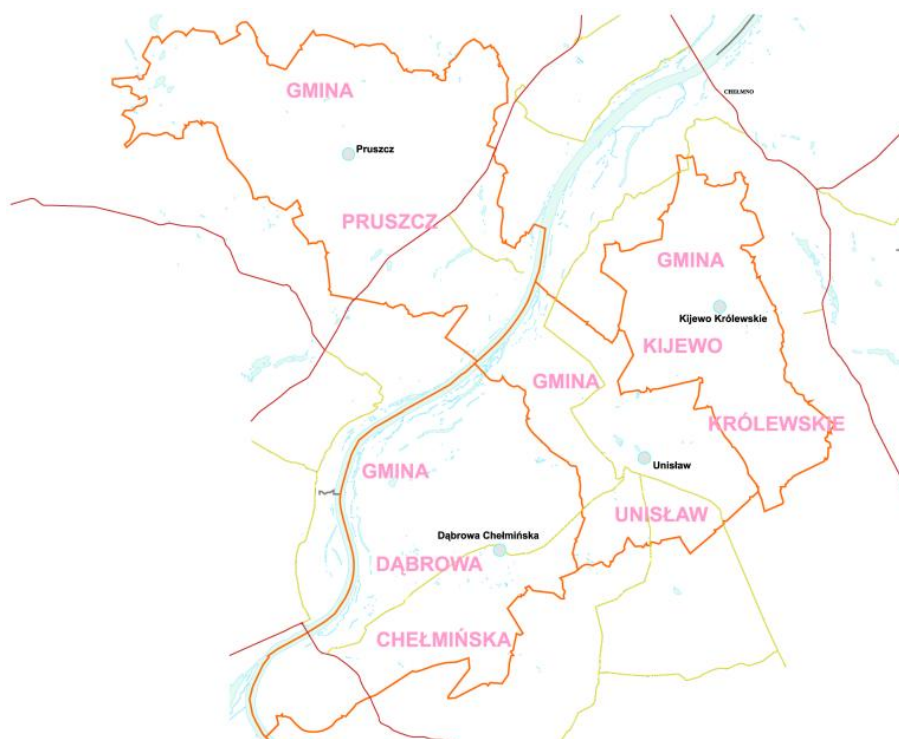 GMINA
CHEŁMNO
Pruszcz
PRUSZCZ
GMINA
Kijewo Królewskie
KIJEWO
GMINA
KRÓLEWSKIE
GMINA
Unisław
UNISŁAW
Dąbrowa Chełmińska
DĄBROWA
CHEŁMIŃSKA